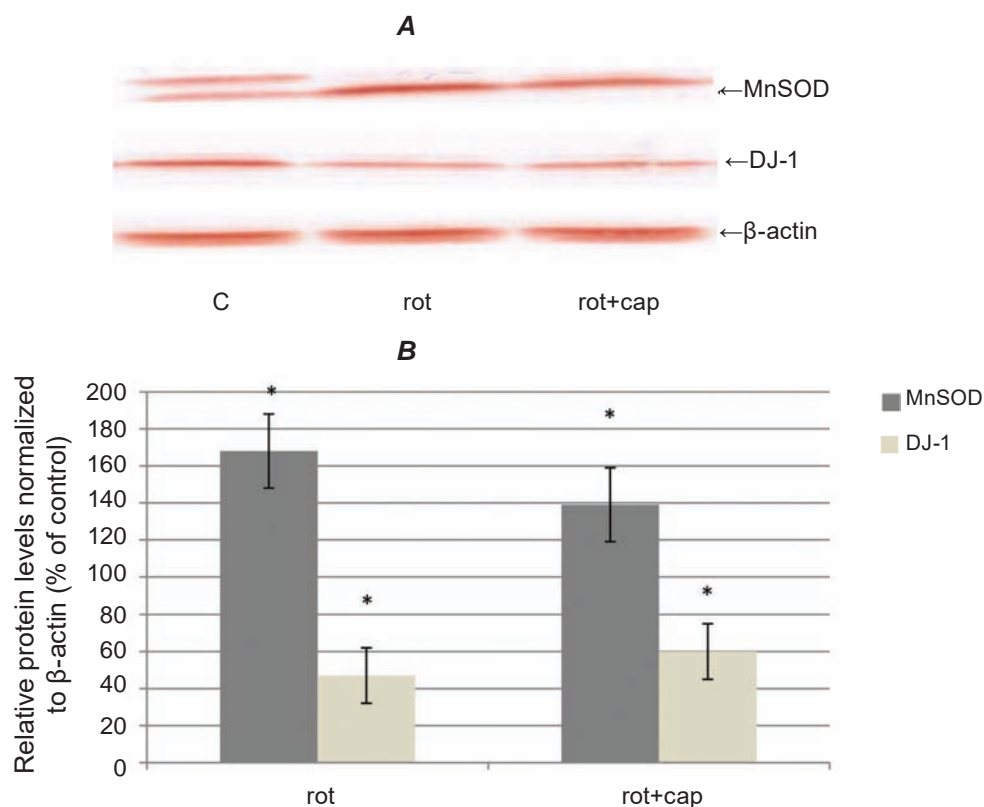 A
←MnSOD
←DJ-1
←β-actin
C rot rot+cap
B
Relative protein levels normalized
to β-actin (% of control)
200
180
160
140
120
100
80
60
40
20
0
*
*
*
*
rot rot+cap
MnSOD
DJ-1